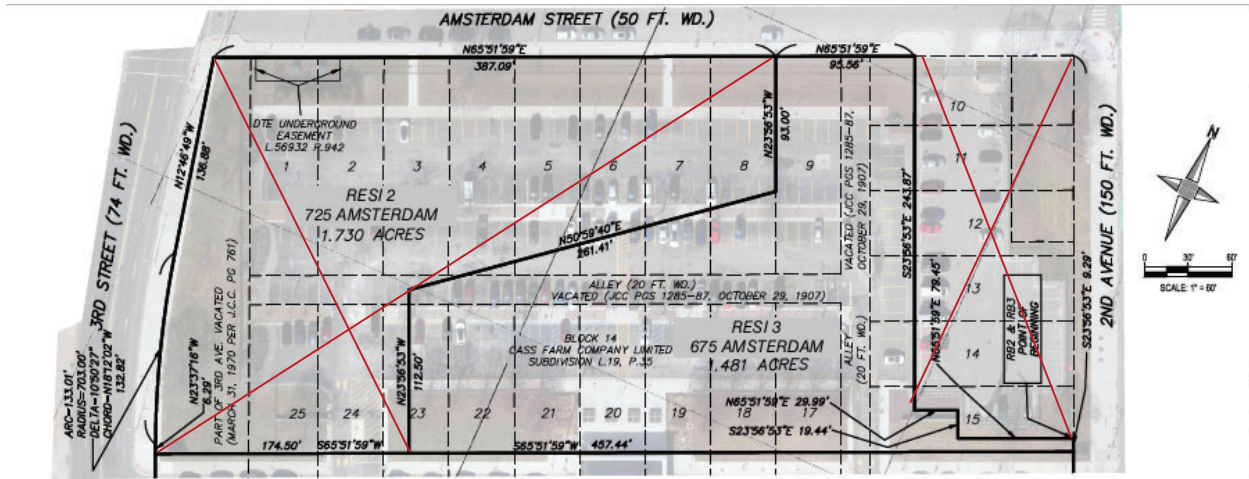 AMSTERDAM STREET (50 FT. WD.)
N65°51'59"E
387.09'
N65°51'59"E
95.56'
DTE UNDERGROUND
EASEMENT
L.56932 P.942
N12°46'49"W
136.88'
3RD STREET (74 FT. WD.)
1
2
3
4
5
6
7
8
9
10
11
12
13
14
15
N23°56'53"W
93.00'
RESI 2
725 AMSTERDAM
1.730 ACRES
N50°59'40"E
261.41'
VACATED (JCC PGS 1285-87,
OCTOBER 29, 1907)
S23°56'53"E 243.87'
2ND AVENUE (150 FT. WD.)
S23°56'53"E 9.29'
N
0 30 60'
SCALE: 1" = 60'
ALLEY (20 FT. WD.)
VACATED (JCC PGS 1285-87, OCTOBER 29, 1907)
ALLEY
(20 FT. WD.)
BLOCK 14
CASS FARM COMPANY LIMITED
SUBDIVISION L.19, P.35
RESI 3
675 AMSTERDAM
1.481 ACRES
N65°51'59"E 79.45'
RB2 & RB3
POINT OF
BEGINNING
ARC=133.01'
RADIUS=703.00'
DELTA=10°50'27"
CHORD=N18°12'02"W
132.82'
N23°37'16"W
6.29'
PART OF 3RD AVE. VACATED
(MARCH 31, 1970 PER J.C.C. PG 761)
N23°56'53"W
112.50'
N65°51'59"E 29.99'
S23°56'53"E 19.44'
25
24
23
22
21
20
19
18
17
174.50' S65°51'59"W
S65°51'59"W 457.44'